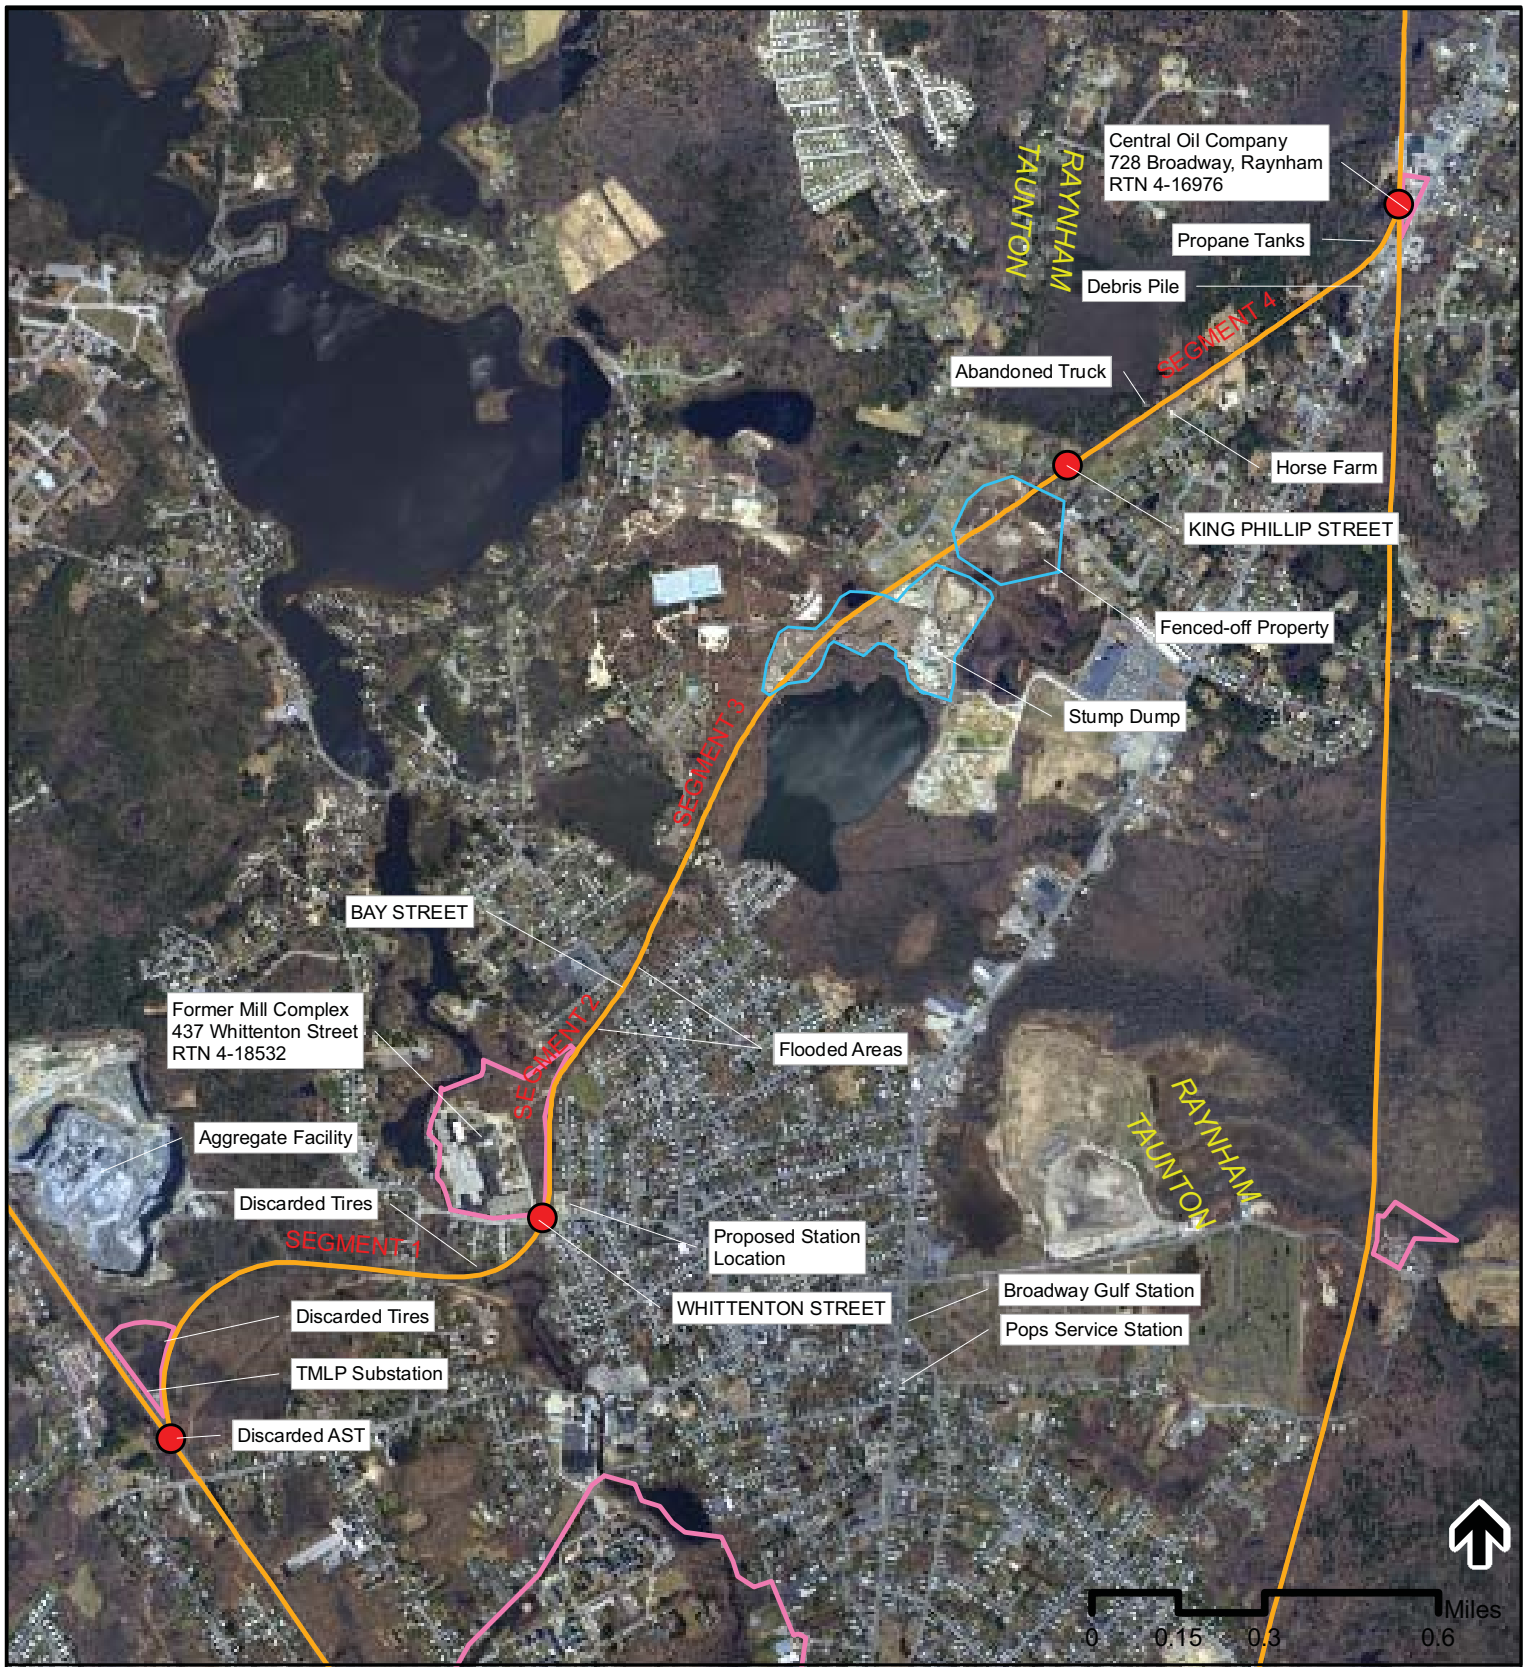 Central Oil Company
728 Broadway, Raynham
RTN 4-16976
RAYNHAM
TAUNTON
Propane Tanks
Debris Pile
SEGMENT 4
Abandoned Truck
Horse Farm
KING PHILLIP STREET
Fenced-off Property
Stump Dump
SEGMENT 3
BAY STREET
Former Mill Complex
437 Whittenton Street
RTN 4-18532
SEGMENT 2
Flooded Areas
RAYNHAM
TAUNTON
Aggregate Facility
Discarded Tires
SEGMENT 1
Proposed Station
Location
WHITTENTON STREET
Broadway Gulf Station
Pops Service Station
Discarded Tires
TMLP Substation
Discarded AST
Miles
0 0.15 0.3 0.6